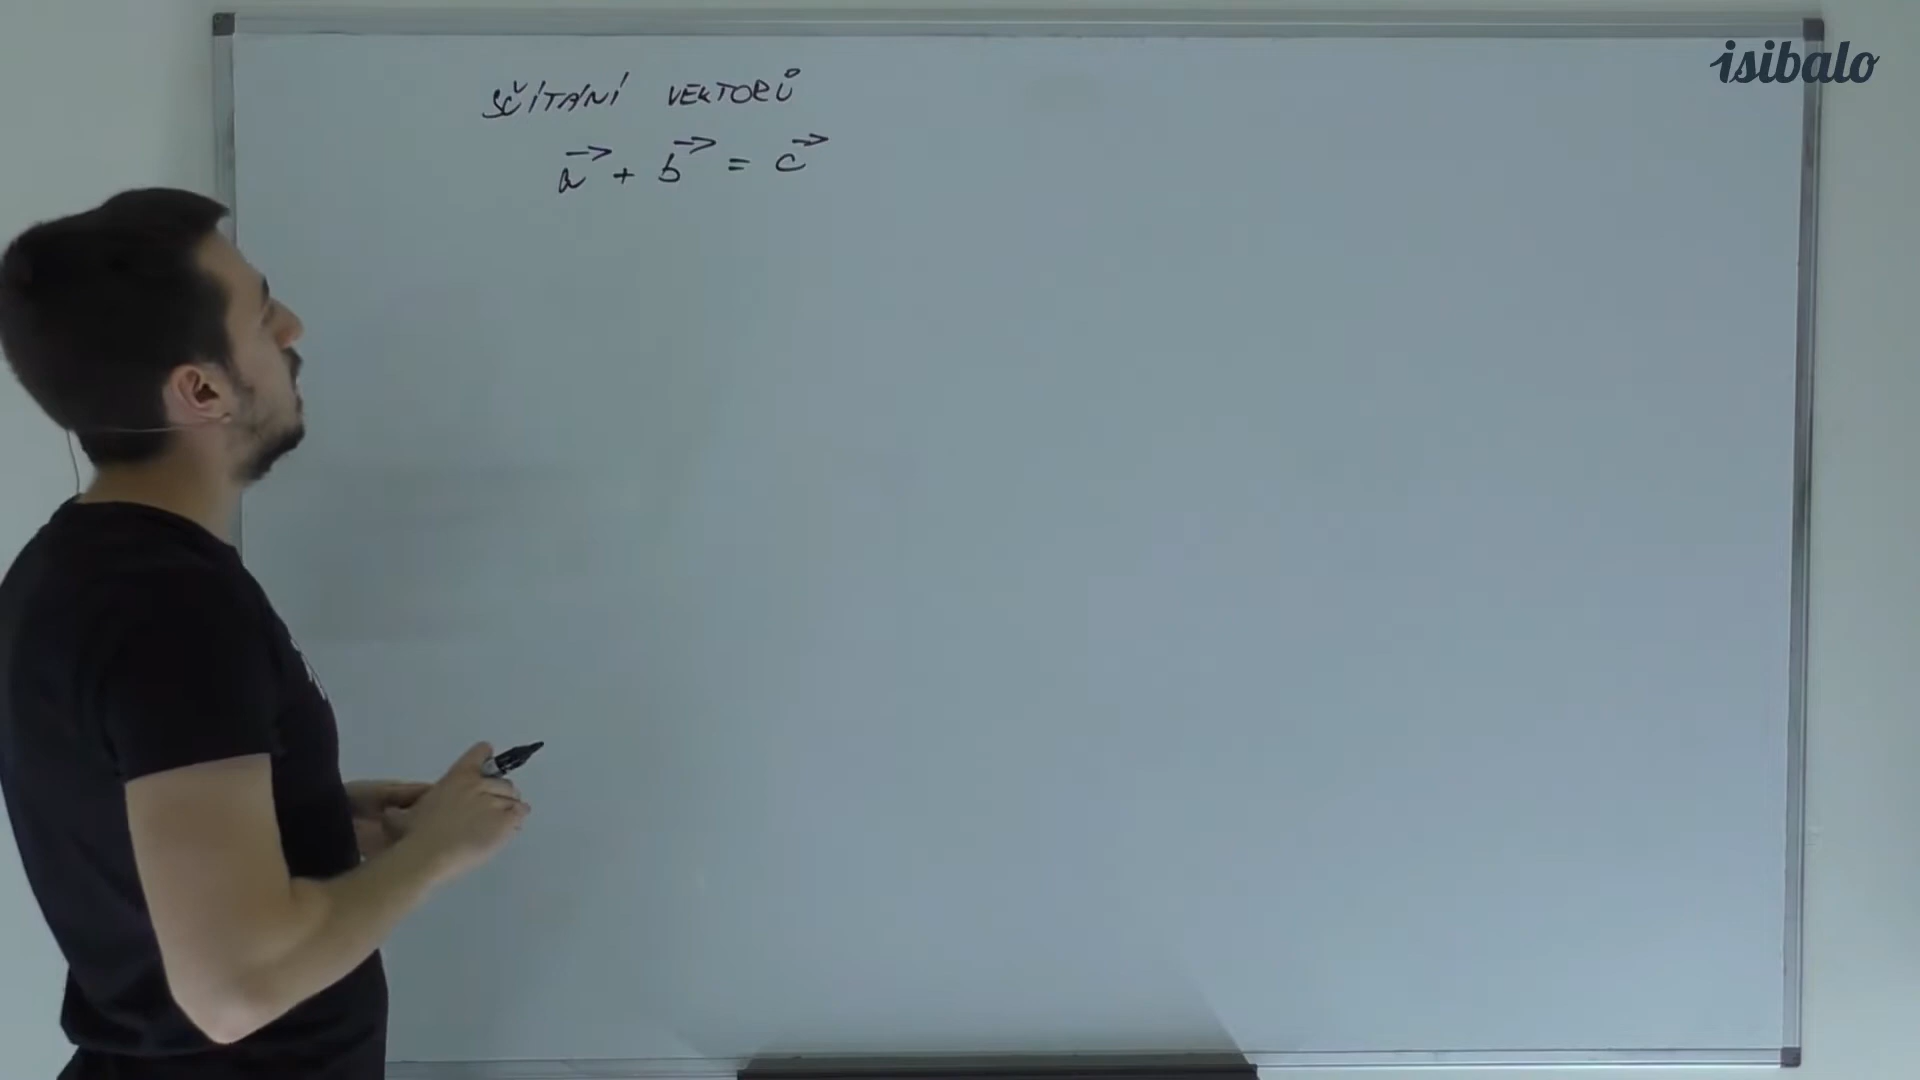 isibalo
SČÍTÁNÍ VEKTORŮ
a⃗ + b⃗ = c⃗